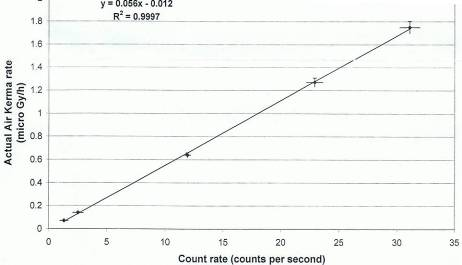 y = 0.056x - 0.012
R² = 0.9997
1.8
1.6
1.4
1.2
1
0.8
0.6
0.4
0.2
0
0 5 10 15 20 25 30 35
Actual Air Kerma rate
(micro Gy/h)
Count rate (counts per second)